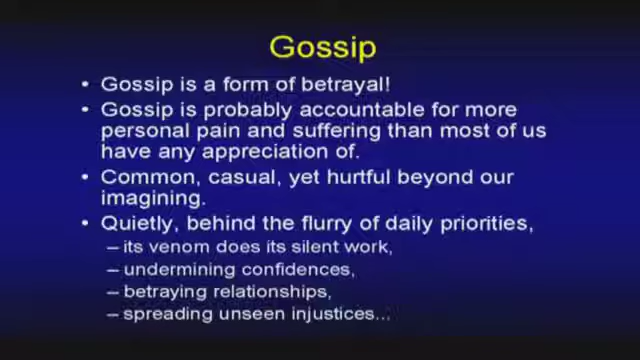 Gossip
• Gossip is a form of betrayal!
• Gossip is probably accountable for more
personal pain and suffering than most of us
have any appreciation of.
• Common, casual, yet hurtful beyond our
imagining.
• Quietly, behind the flurry of daily priorities,
– its venom does its silent work,
– undermining confidences,
– betraying relationships,
– spreading unseen injustices...